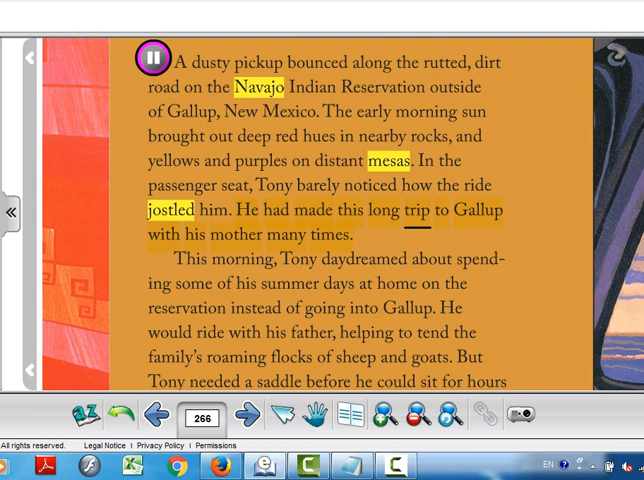 A dusty pickup bounced along the rutted, dirt
road on the Navajo Indian Reservation outside
of Gallup, New Mexico. The early morning sun
brought out deep red hues in nearby rocks, and
yellows and purples on distant mesas. In the
passenger seat, Tony barely noticed how the ride
jostled him. He had made this long trip to Gallup
with his mother many times.
This morning, Tony daydreamed about spend-
ing some of his summer days at home on the
reservation instead of going into Gallup. He
would ride with his father, helping to tend the
family's roaming flocks of sheep and goats. But
Tony needed a saddle before he could sit for hours
az
266
All rights reserved. Legal Notice | Privacy Policy | Permissions
EN